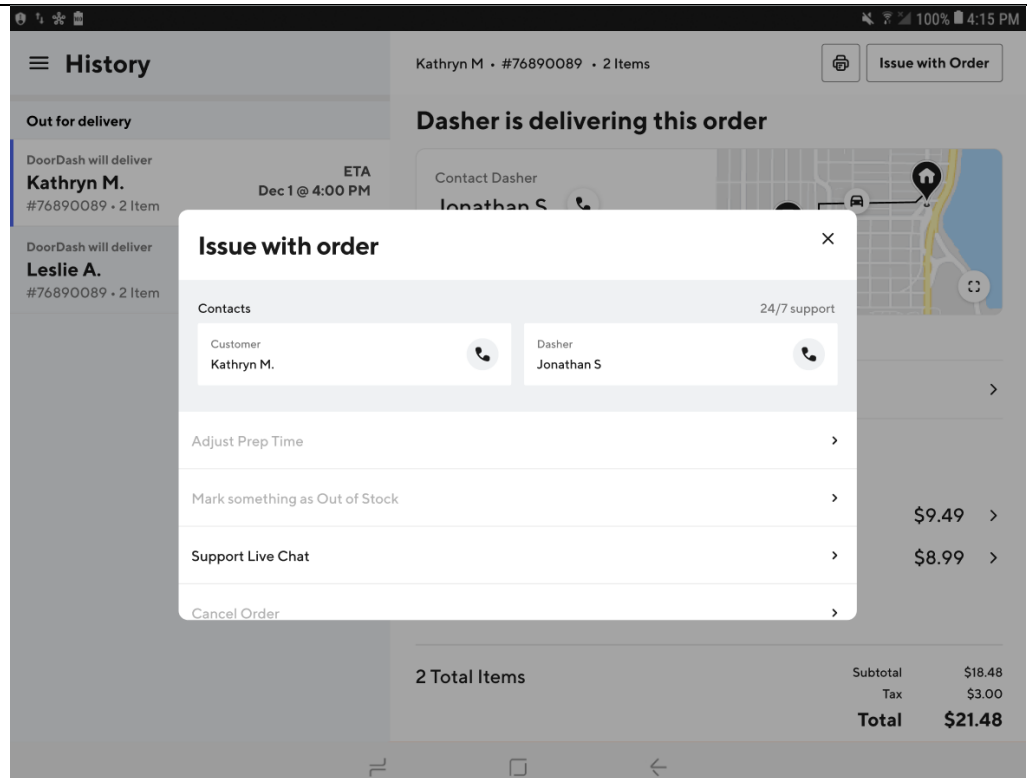 100% 4:15 PM
History
Kathryn M • #76890089 • 2 Items
Issue with Order
Out for delivery
DoorDash will deliver
Kathryn M.
#76890089 • 2 Item
ETA
Dec 1 @ 4:00 PM
DoorDash will deliver
Leslie A.
#76890089 • 2 Item
Dasher is delivering this order
Contact Dasher
Jonathan S
Issue with order
Contacts
24/7 support
Customer
Kathryn M.
Dasher
Jonathan S
Adjust Prep Time
Mark something as Out of Stock
Support Live Chat
Cancel Order
$9.49
$8.99
2 Total Items
Subtotal $18.48
Tax $3.00
Total $21.48